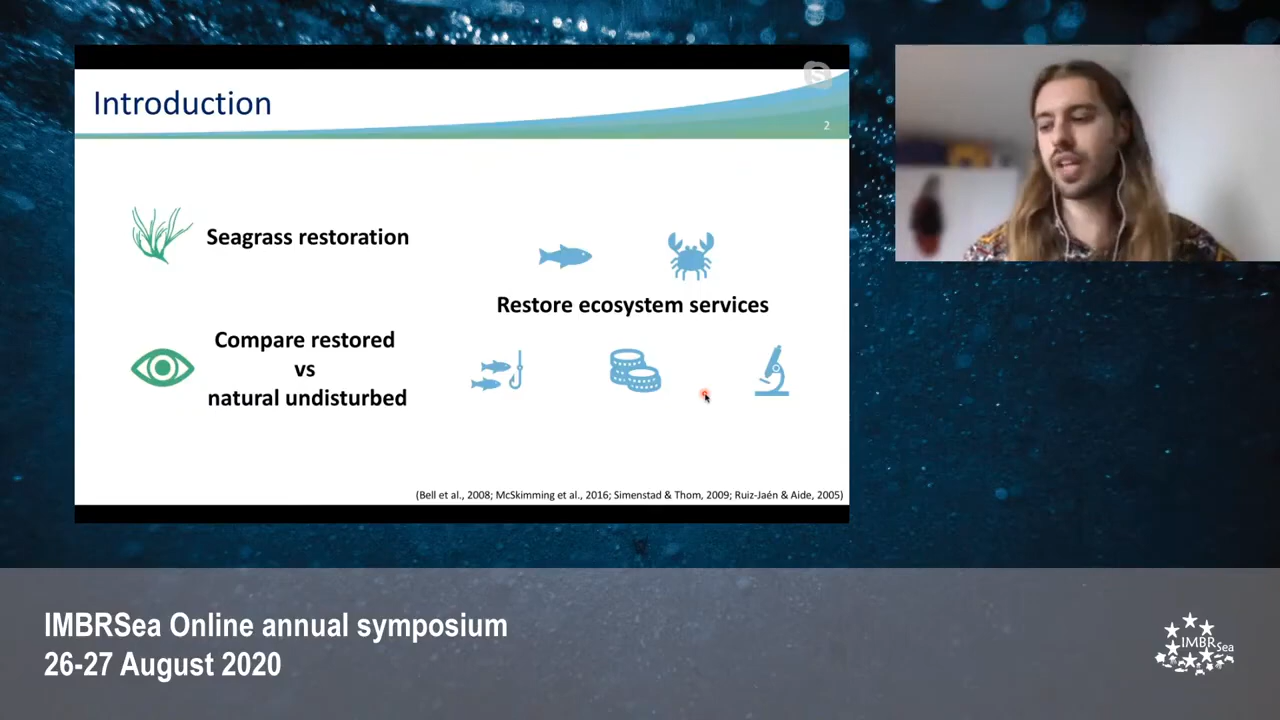 Introduction
2
Seagrass restoration
Compare restored
vs
natural undisturbed
Restore ecosystem services
(Bell et al., 2008; McSkimming et al., 2016; Simenstad & Thom, 2009; Ruiz-Jaén & Aide, 2005)
IMBRSea Online annual symposium
26-27 August 2020
IMBRSea